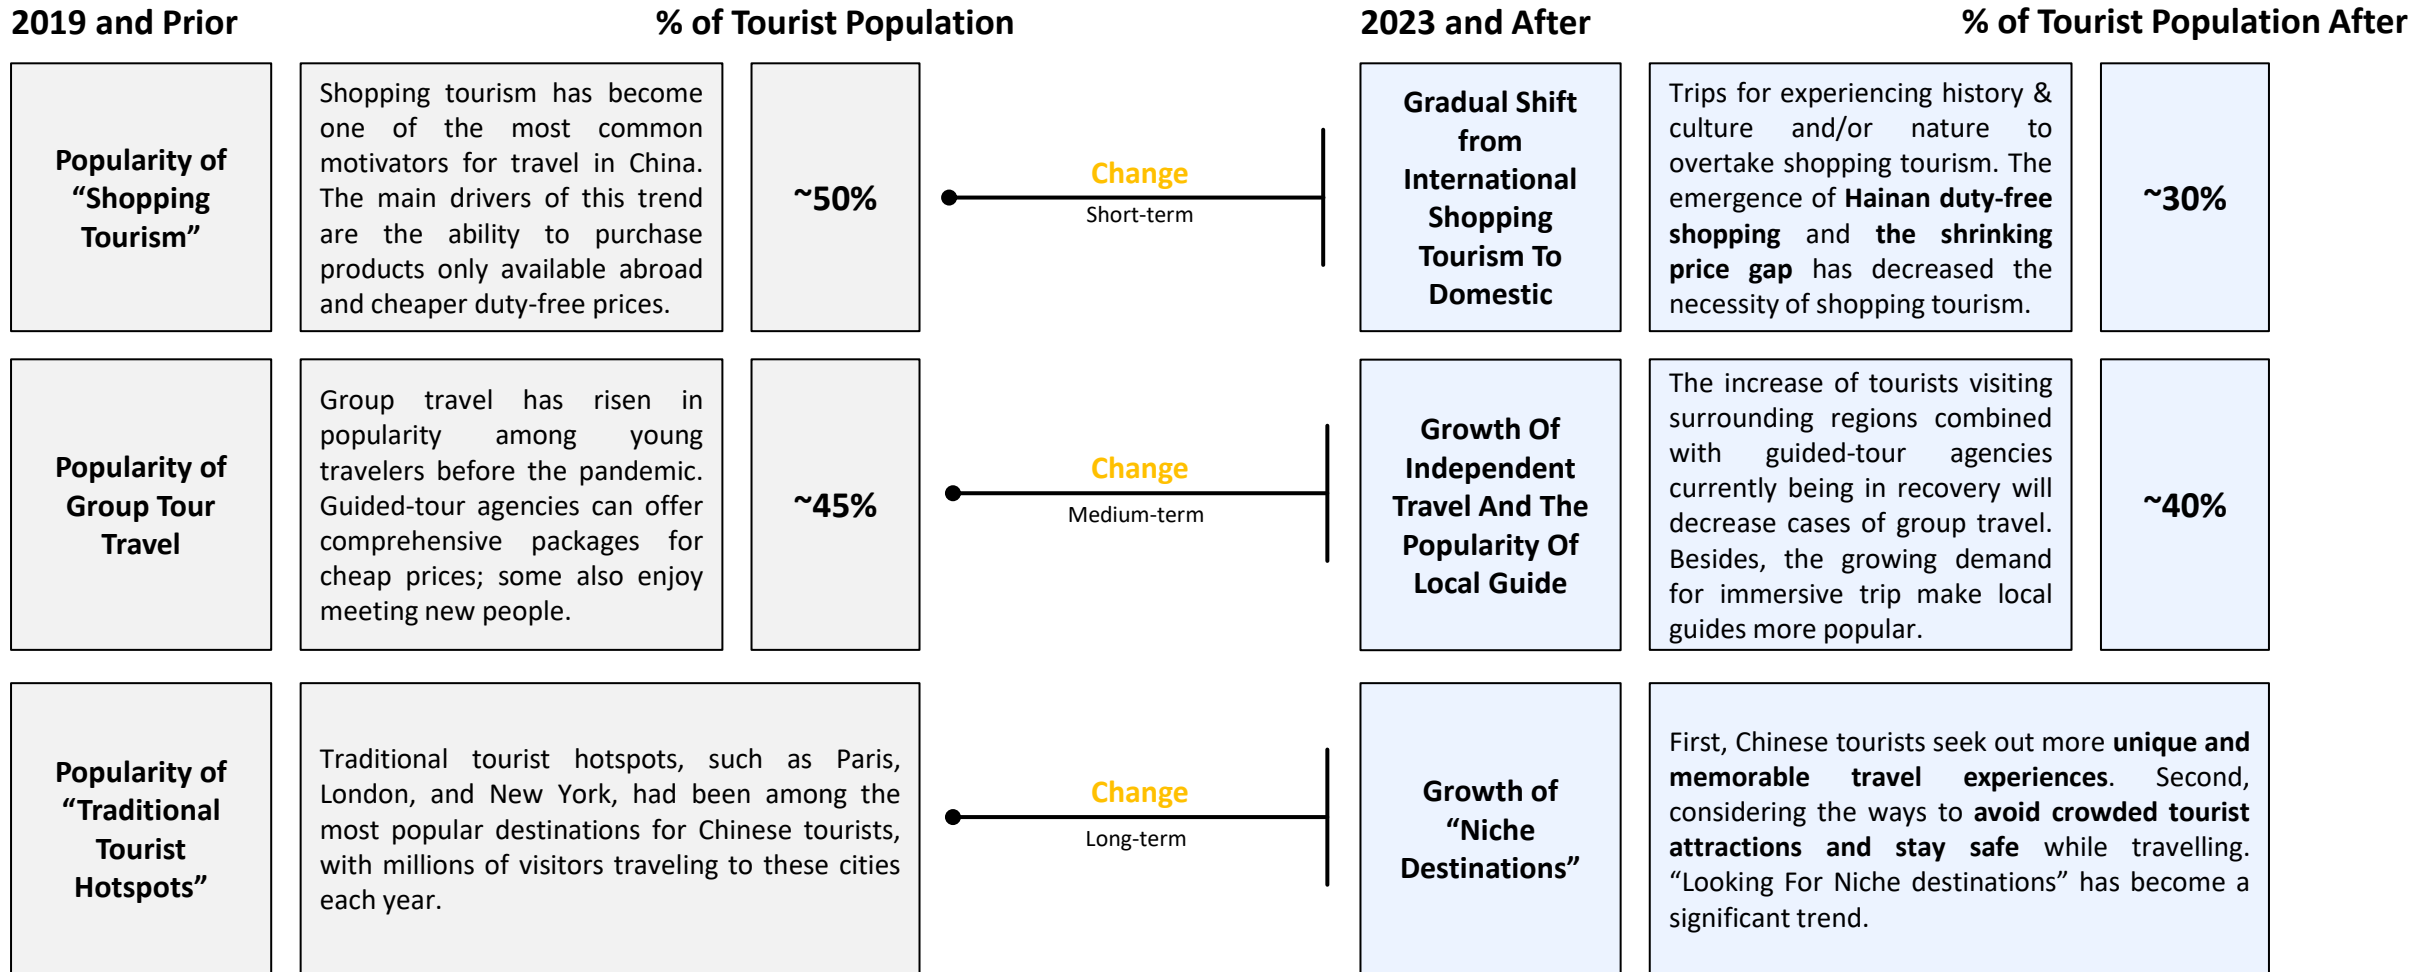 2019 and Prior
% of Tourist Population
2023 and After
% of Tourist Population After
Popularity of
“Shopping
Tourism”
Shopping tourism has become
one of the most common
motivators for travel in China.
The main drivers of this trend
are the ability to purchase
products only available abroad
and cheaper duty-free prices.
~50%
Change
Short-term
Gradual Shift
from
International
Shopping
Tourism To
Domestic
Trips for experiencing history &
culture and/or nature to
overtake shopping tourism. The
emergence of Hainan duty-free
shopping and the shrinking
price gap has decreased the
necessity of shopping tourism.
~30%
Popularity of
Group Tour
Travel
Group travel has risen in
popularity among young
travelers before the pandemic.
Guided-tour agencies can offer
comprehensive packages for
cheap prices; some also enjoy
meeting new people.
~45%
Change
Medium-term
Growth Of
Independent
Travel And The
Popularity Of
Local Guide
The increase of tourists visiting
surrounding regions combined
with guided-tour agencies
currently being in recovery will
decrease cases of group travel.
Besides, the growing demand
for immersive trip make local
guides more popular.
~40%
Popularity of
“Traditional
Tourist
Hotspots”
Traditional tourist hotspots, such as Paris,
London, and New York, had been among the
most popular destinations for Chinese tourists,
with millions of visitors traveling to these cities
each year.
Change
Long-term
Growth of
“Niche
Destinations”
First, Chinese tourists seek out more unique and
memorable travel experiences. Second,
considering the ways to avoid crowded tourist
attractions and stay safe while travelling.
“Looking For Niche destinations” has become a
significant trend.